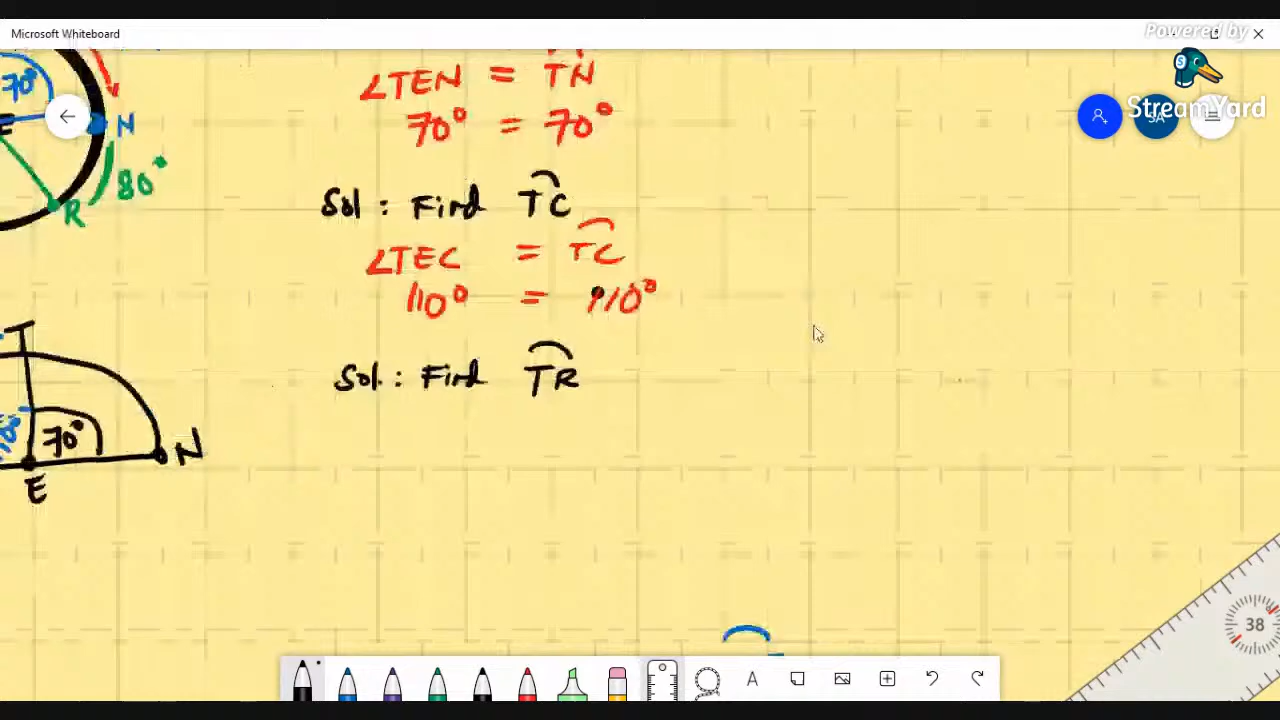 Microsoft Whiteboard
Powered by
StreamYard
S
SA
70°
E
N
80°
R
∠TEN = TN
70° = 70°
Sol : Find TC
∠TEC = TC
110° = 110°
Sol : Find TR
T
70°
N
E
38
A